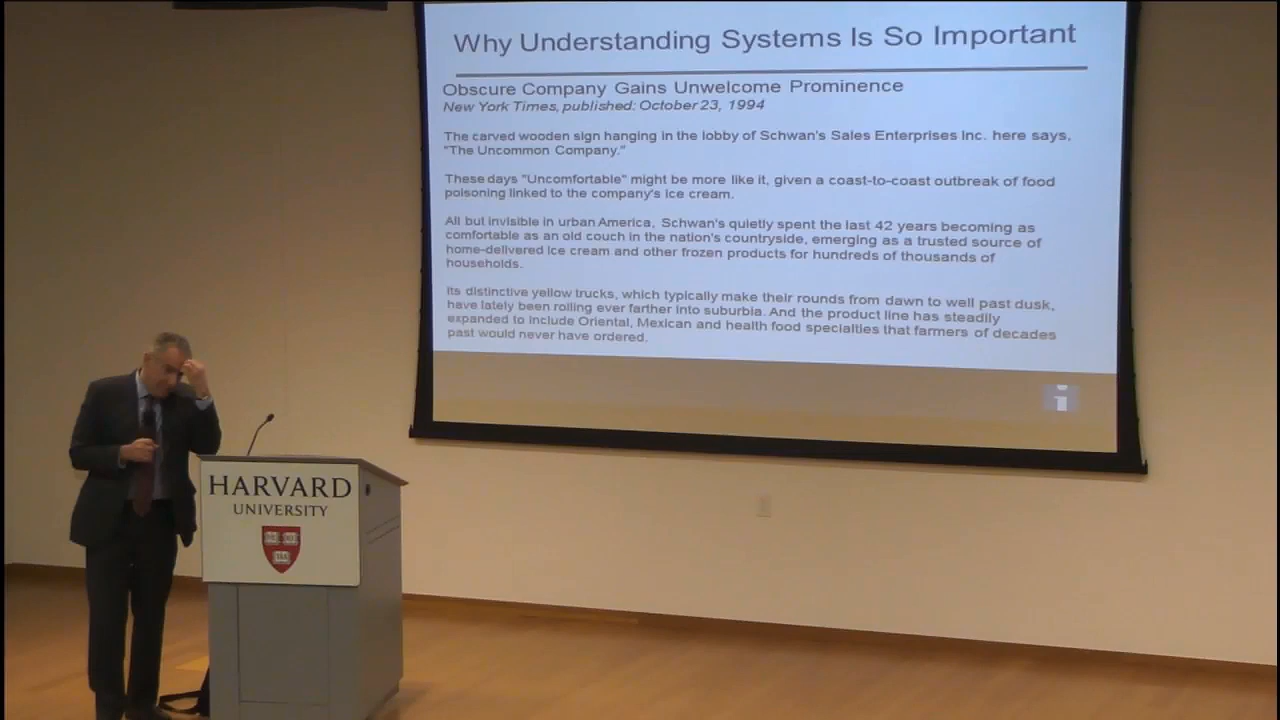 Why Understanding Systems Is So Important
Obscure Company Gains Unwelcome Prominence
New York Times, published: October 23, 1994
The carved wooden sign hanging in the lobby of Schwan's Sales Enterprises Inc. here says,
"The Uncommon Company."
These days "Uncomfortable" might be more like it, given a coast-to-coast outbreak of food
poisoning linked to the company's ice cream.
All but invisible in urban America, Schwan's quietly spent the last 42 years becoming as
comfortable as an old couch in the nation's countryside, emerging as a trusted source of
home-delivered ice cream and other frozen products for hundreds of thousands of
households.
Its distinctive yellow trucks, which typically make their rounds from dawn to well past dusk,
have lately been rolling ever farther into suburbia. And the product line has steadily
expanded to include Oriental, Mexican and health food specialties that farmers of decades
past would never have ordered.
i
HARVARD
UNIVERSITY